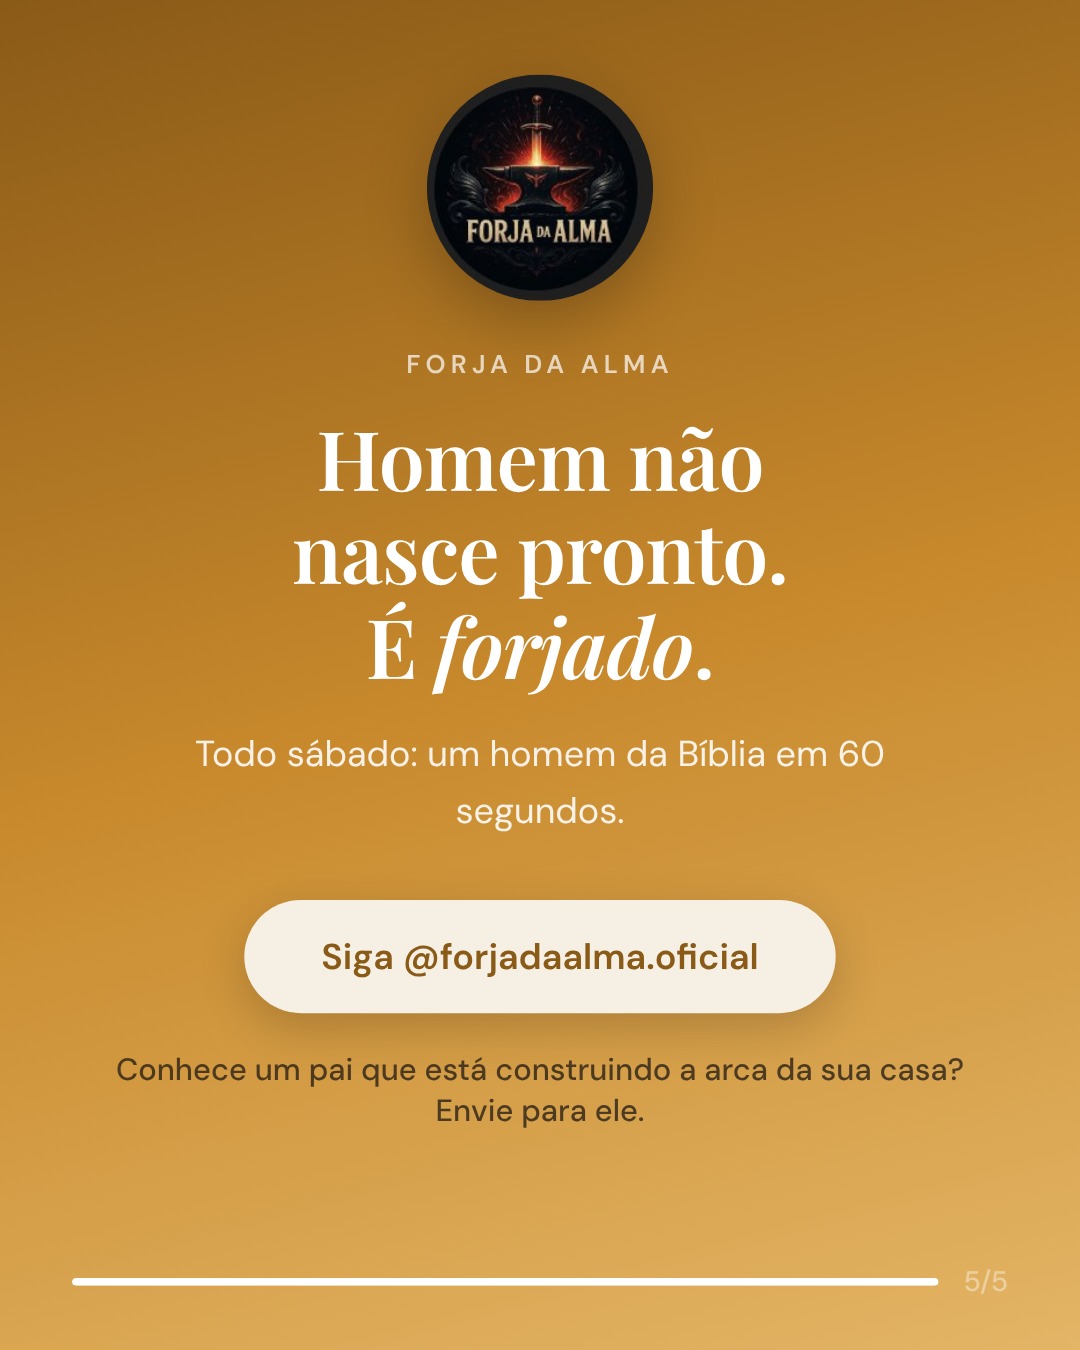 FORJA DA ALMA
FORJA DA ALMA
Homem não
nasce pronto.
É forjado.
Todo sábado: um homem da Bíblia em 60
segundos.
Siga @forjadaalma.oficial
Conhece um pai que está construindo a arca da sua casa?
Envie para ele.
5/5